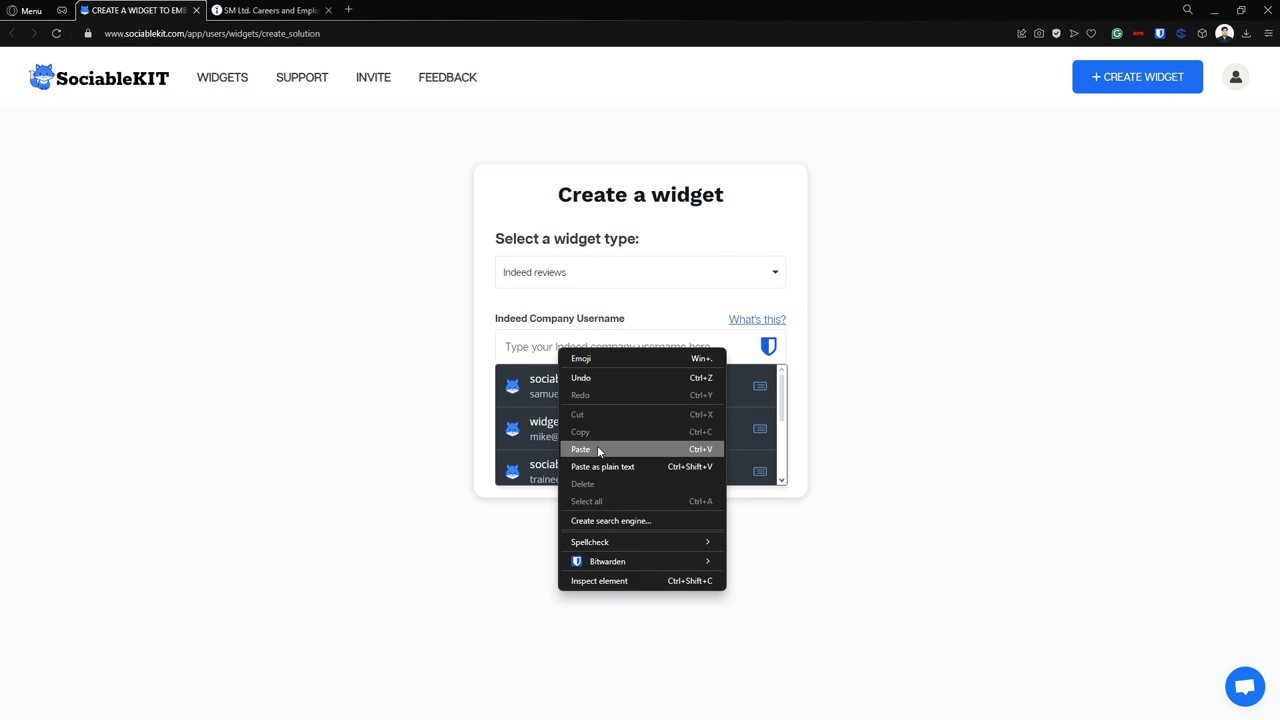 Menu
CREATE A WIDGET TO EMB
SM Ltd. Careers and Emplo
www.sociablekit.com/app/users/widgets/create_solution
SociableKIT
WIDGETS
SUPPORT
INVITE
FEEDBACK
+ CREATE WIDGET
Create a widget
Select a widget type:
Indeed reviews
Indeed Company Username
What's this?
Type your Indeed company username here
Emoji Win+.
Undo Ctrl+Z
Redo Ctrl+Y
Cut Ctrl+X
Copy Ctrl+C
Paste Ctrl+V
Paste as plain text Ctrl+Shift+V
Delete
Select all Ctrl+A
Create search engine...
Spellcheck
Bitwarden
Inspect element Ctrl+Shift+C
sociab
samue
widge
mike@
sociab
trainee